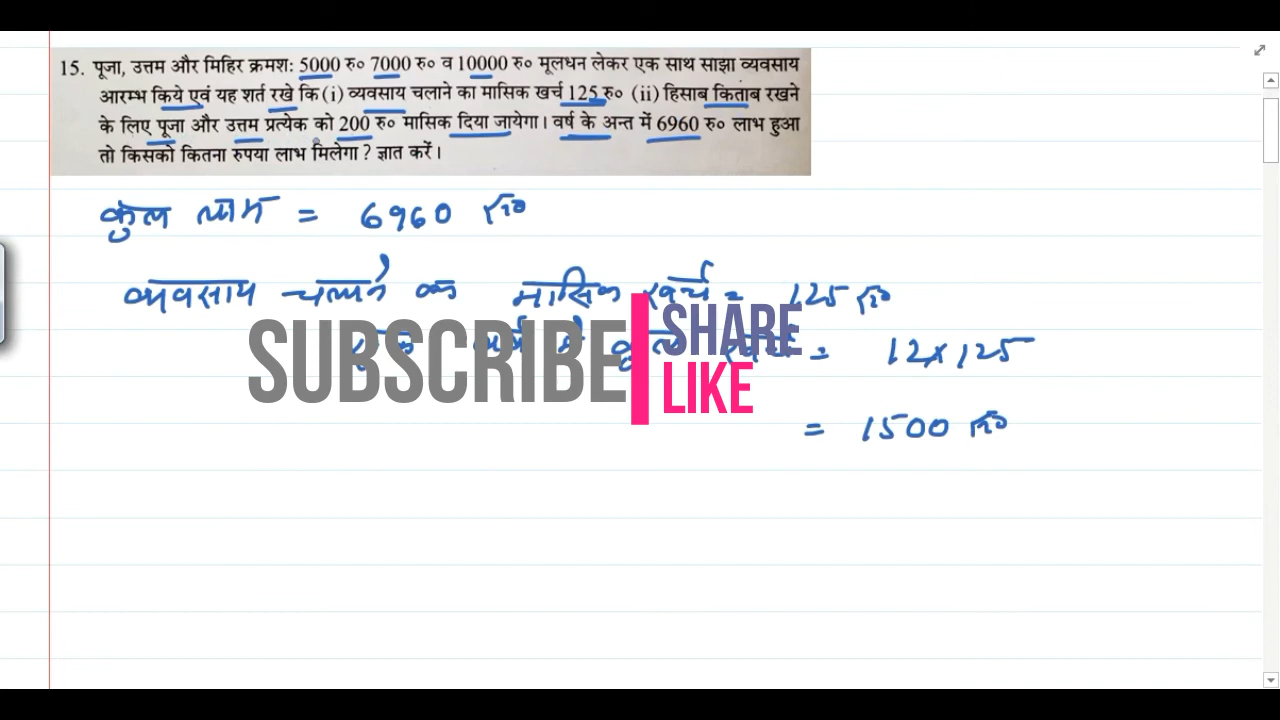 15. पूजा, उत्तम और मिहिर क्रमशः 5000 रु० 7000 रु० व 10000 रु० मूलधन लेकर एक साथ साझा व्यवसाय
आरम्भ किये एवं यह शर्त रखे कि (i) व्यवसाय चलाने का मासिक खर्च 125 रु० (ii) हिसाब किताब रखने
के लिए पूजा और उत्तम प्रत्येक को 200 रु० मासिक दिया जायेगा। वर्ष के अन्त में 6960 रु० लाभ हुआ
तो किसको कितना रुपया लाभ मिलेगा? ज्ञात करें।
कुल लाभ = 6960 रु०
व्यवसाय चलाने का मासिक खर्च = 125 रु०
में कुल खर्च = 12×125
SUBSCRIBE
SHARE
LIKE
= 1500 रु०